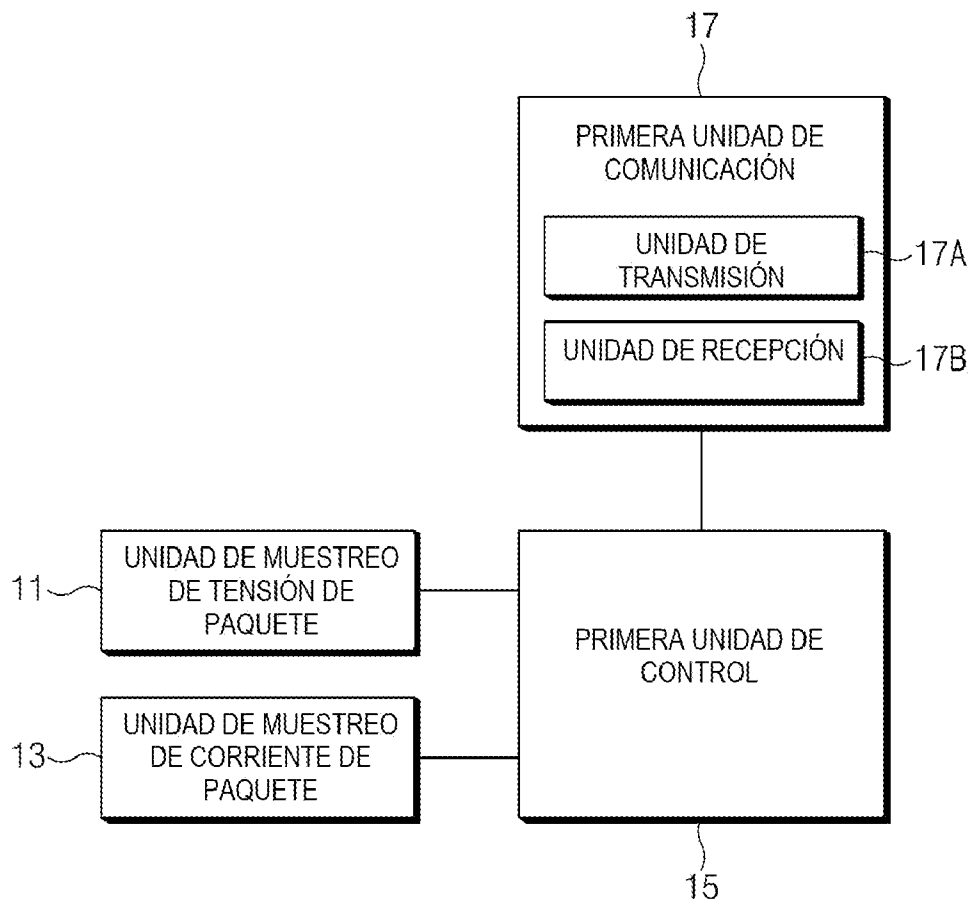 17
PRIMERA UNIDAD DE
COMUNICACIÓN
UNIDAD DE
TRANSMISIÓN
17A
UNIDAD DE RECEPCIÓN
17B
11
UNIDAD DE MUESTREO
DE TENSIÓN DE
PAQUETE
PRIMERA UNIDAD DE
CONTROL
13
UNIDAD DE MUESTREO
DE CORRIENTE DE
PAQUETE
15